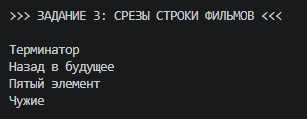 >>> ЗАДАНИЕ 3: СРЕЗЫ СТРОКИ ФИЛЬМОВ <<<
Терминатор
Назад в будущее
Пятый элемент
Чужие